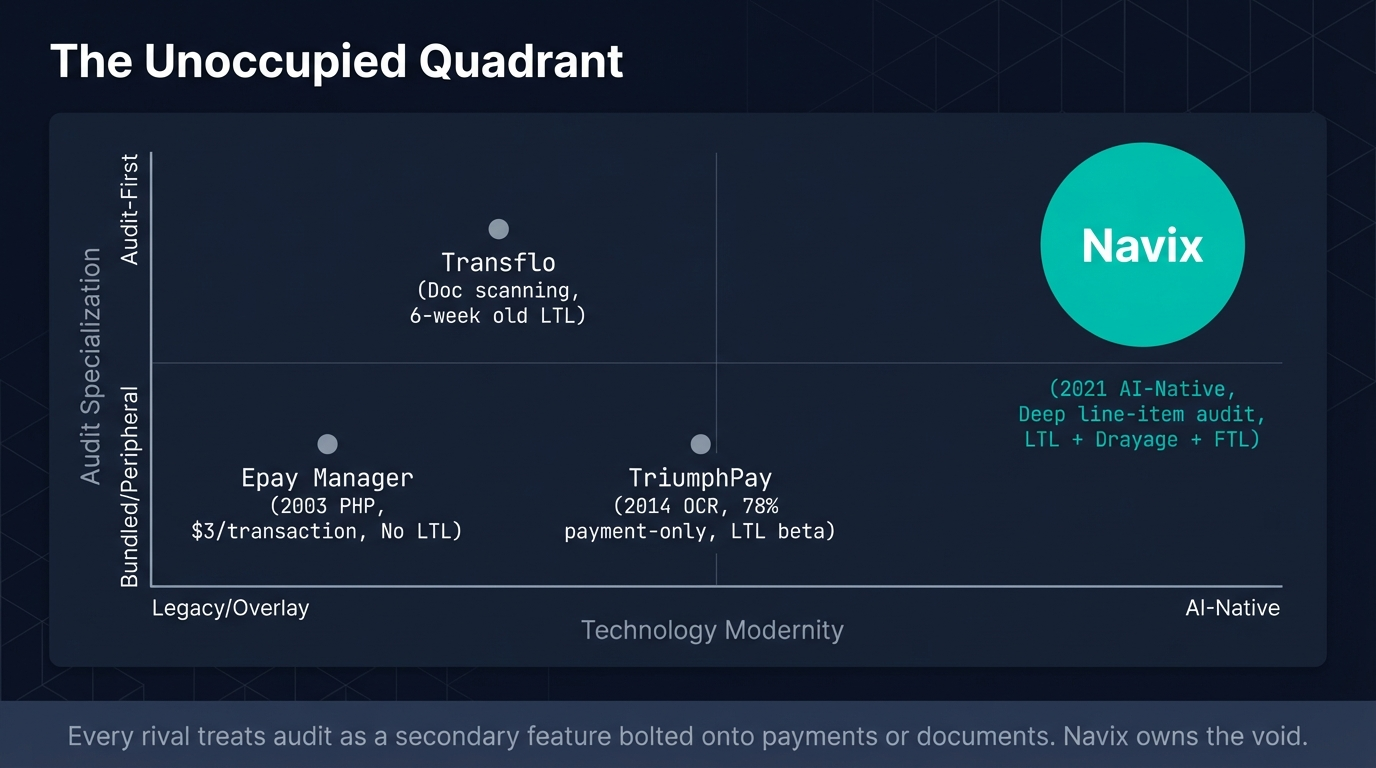 The Unoccupied Quadrant
Audit Specialization
Audit-First
Bundled/Peripheral
Transflo
(Doc scanning,
6-week old LTL)
Navix
(2021 AI-Native,
Deep line-item audit,
LTL + Drayage + FTL)
Epay Manager
(2003 PHP,
$3/transaction, No LTL)
TriumphPay
(2014 OCR, 78%
payment-only, LTL beta)
Legacy/Overlay
AI-Native
Technology Modernity
Every rival treats audit as a secondary feature bolted onto payments or documents. Navix owns the void.